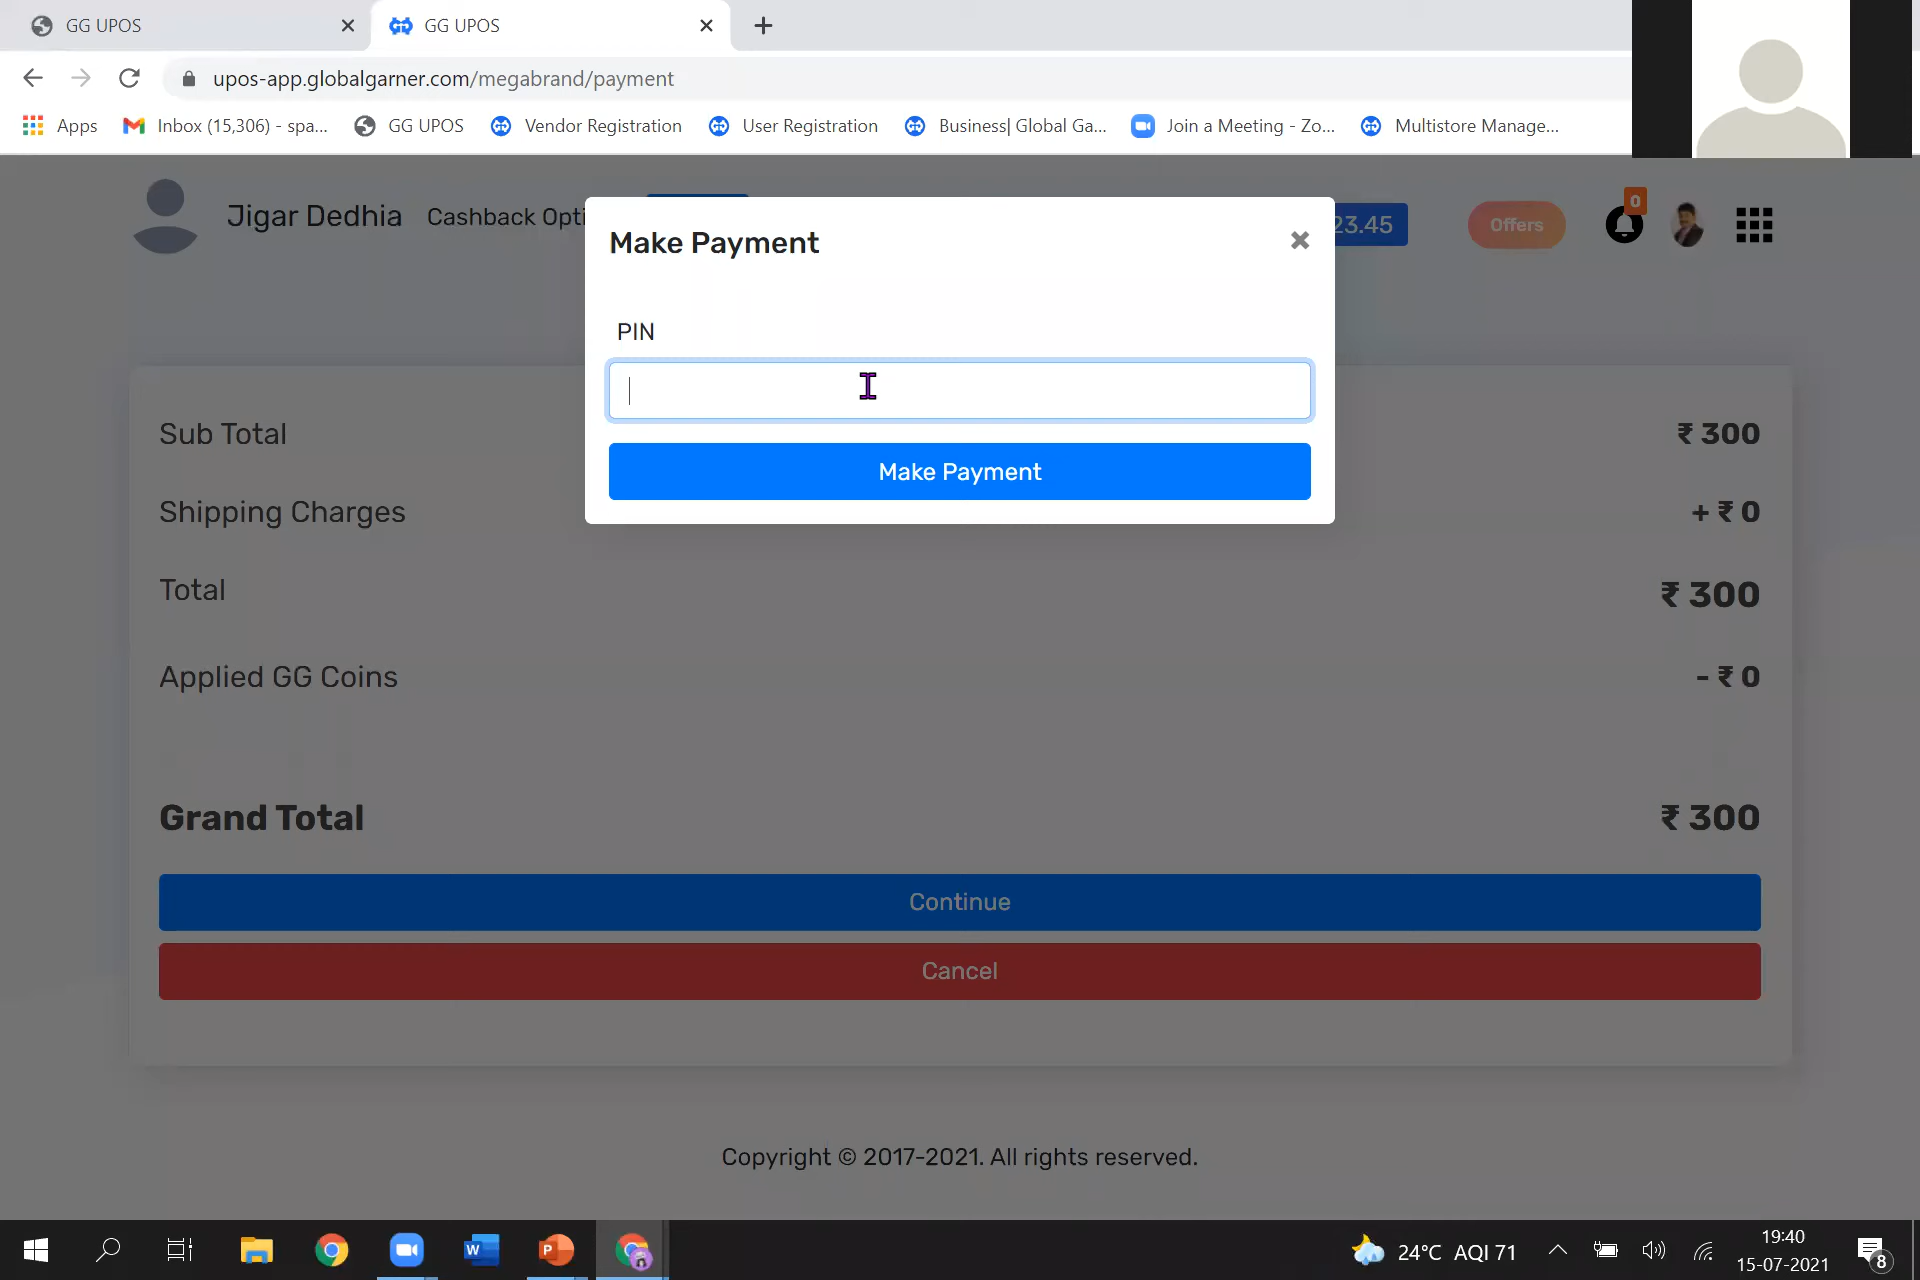 GG UPOS
GG UPOS
upos-app.globalgarner.com/megabrand/payment
Apps
Inbox (15,306) - spa...
GG UPOS
Vendor Registration
User Registration
Business| Global Ga...
Join a Meeting - Zo...
Multistore Manage...
Jigar Dedhia
Cashback Opti
23.45
Offers
0
Make Payment
PIN
Make Payment
Sub Total
₹ 300
Shipping Charges
+ ₹ 0
Total
₹ 300
Applied GG Coins
- ₹ 0
Grand Total
₹ 300
Continue
Cancel
Copyright © 2017-2021. All rights reserved.
24°C AQI 71
19:40
15-07-2021
8